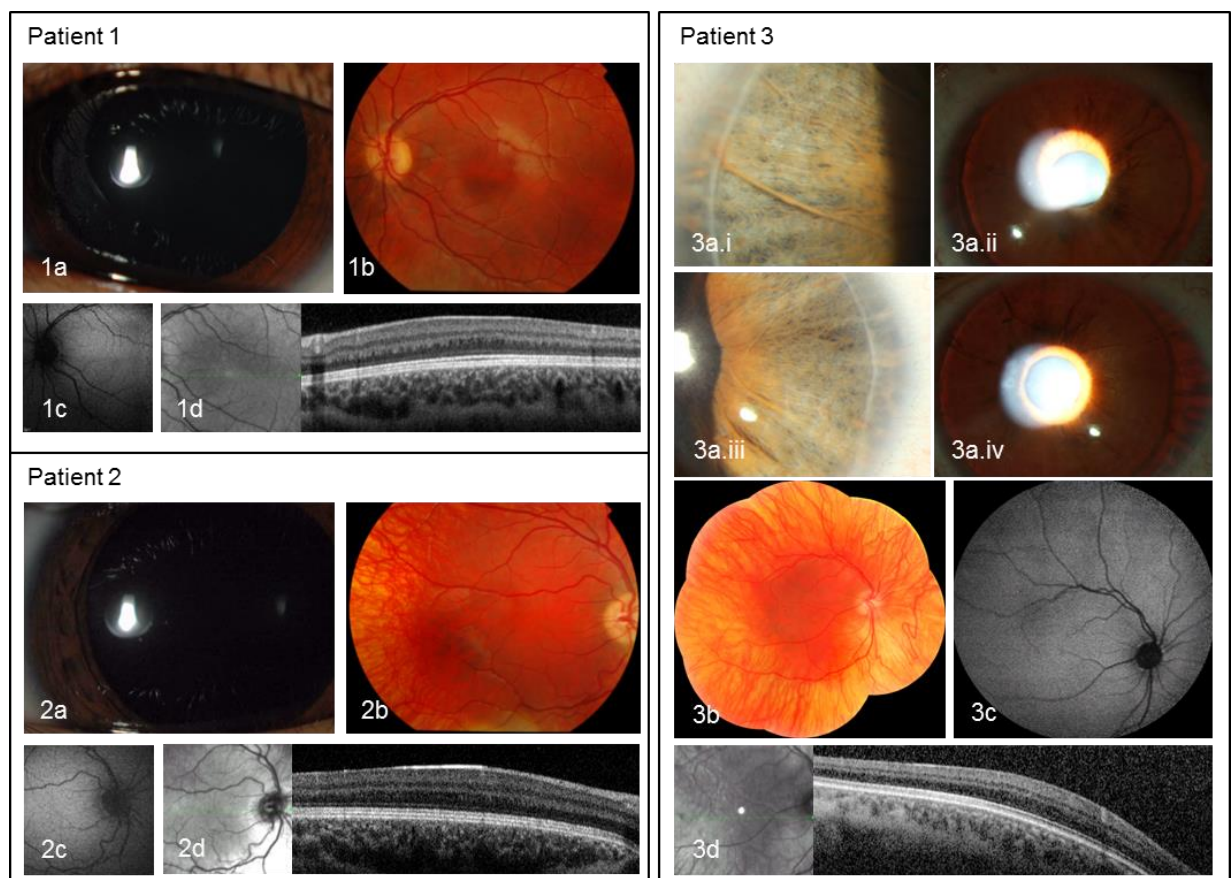 Patient 1
1a
1b
1c
1d
Patient 2
2a
2b
2c
2d
Patient 3
3a.i
3a.ii
3a.iii
3a.iv
3b
3c
3d